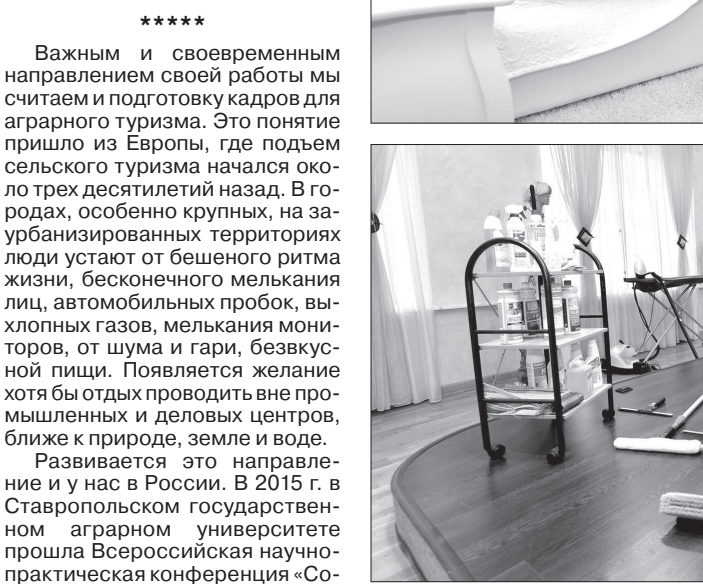 *****
Важным и своевременным
направлением своей работы мы
считаем и подготовку кадров для
аграрного туризма. Это понятие
пришло из Европы, где подъем
сельского туризма начался око-
ло трех десятилетий назад. В го-
родах, особенно крупных, на за-
урбанизированных территориях
люди устают от бешеного ритма
жизни, бесконечного мелькания
лиц, автомобильных пробок, вы-
хлопных газов, мелькания мони-
торов, от шума и гари, безвкус-
ной пищи. Появляется желание
хотя бы отдых проводить вне про-
мышленных и деловых центров,
ближе к природе, земле и воде.
Развивается это направле-
ние и у нас в России. В 2015 г. в
Ставропольском государствен-
ном аграрном университете
прошла Всероссийская научно-
практическая конференция «Со-